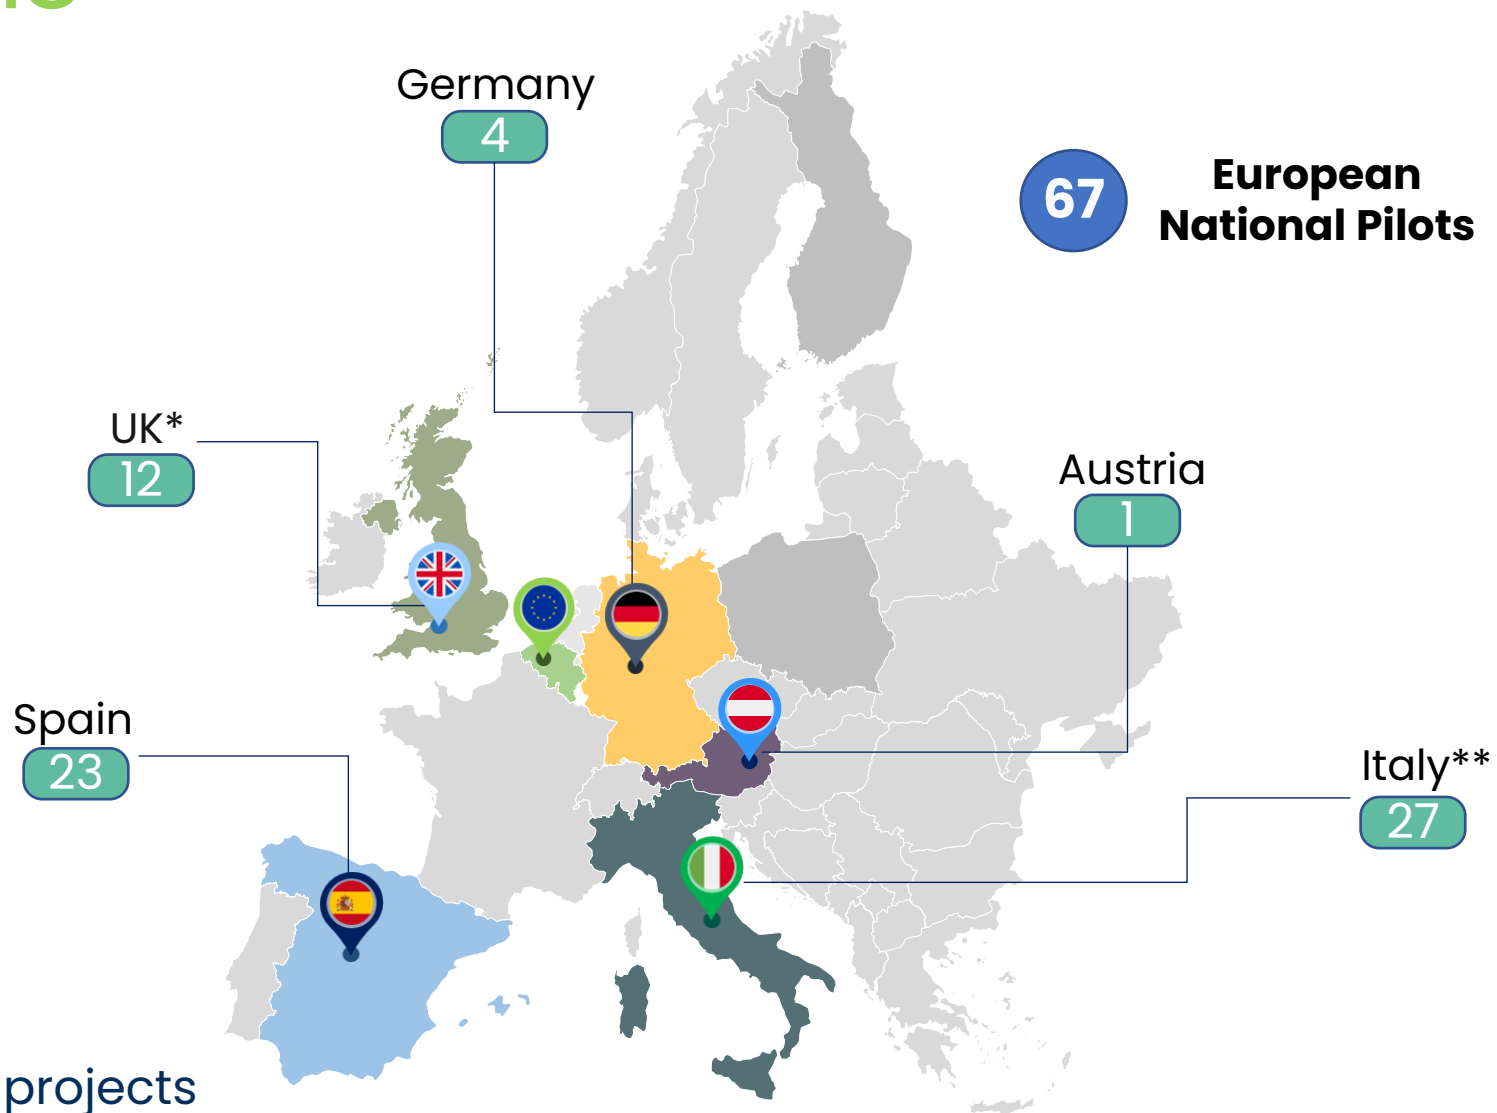 Germany
4
67
European
National Pilots
UK*
12
Austria
1
Spain
23
Italy**
27
projects